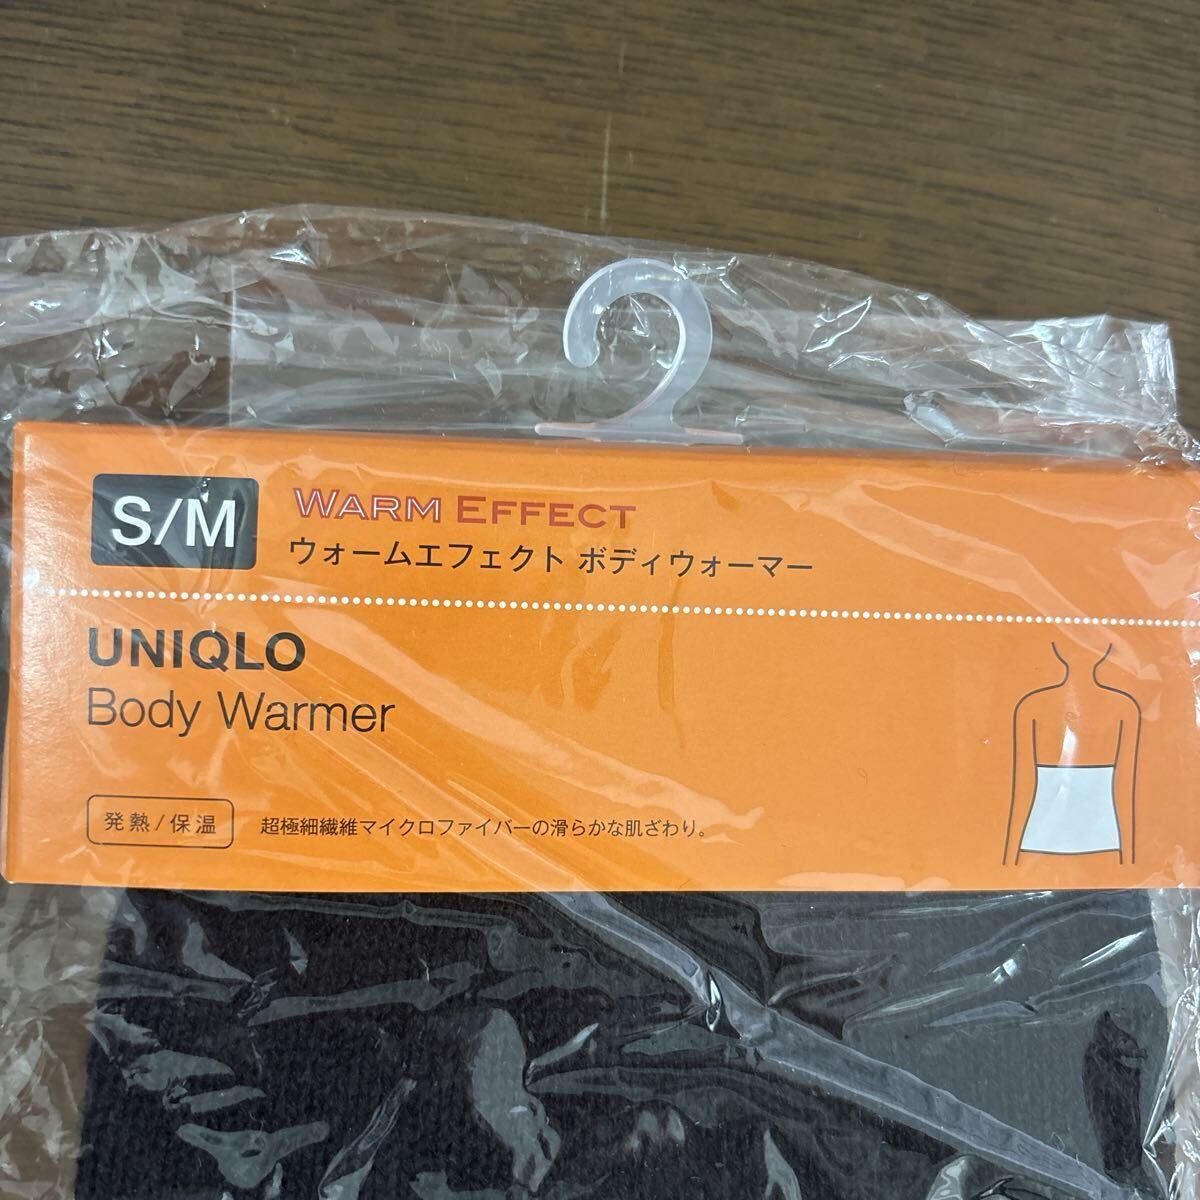 S/M
WARM EFFECT
ウォームエフェクト ボディウォーマー
UNIQLO
Body Warmer
発熱/保温
超極細繊維マイクロファイバーの滑らかな肌ざわり。